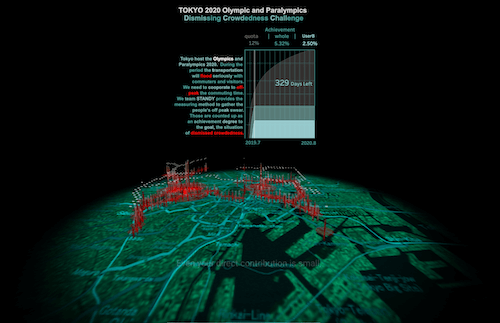 TOKYO 2020 Olympic and Paralympics
Dismissing Crowdedness Challenge
Achievement
quota | whole | User8
12% 5.32% 2.50%
Tokyo host the Olympics and
Paralympics 2020. During the
period the transportation
will flood seriously with
commuters and visitors.
We need to cooperate to off-
peak the commuting time.
We team STANDY provides the
measuring method to gather the
people's off peak swear.
Those are counted up as
an achievement degree to
the goal, the situation
of dismissed crowdedness.
329 Days Left
2019.7 2020.8
direct contribution is small